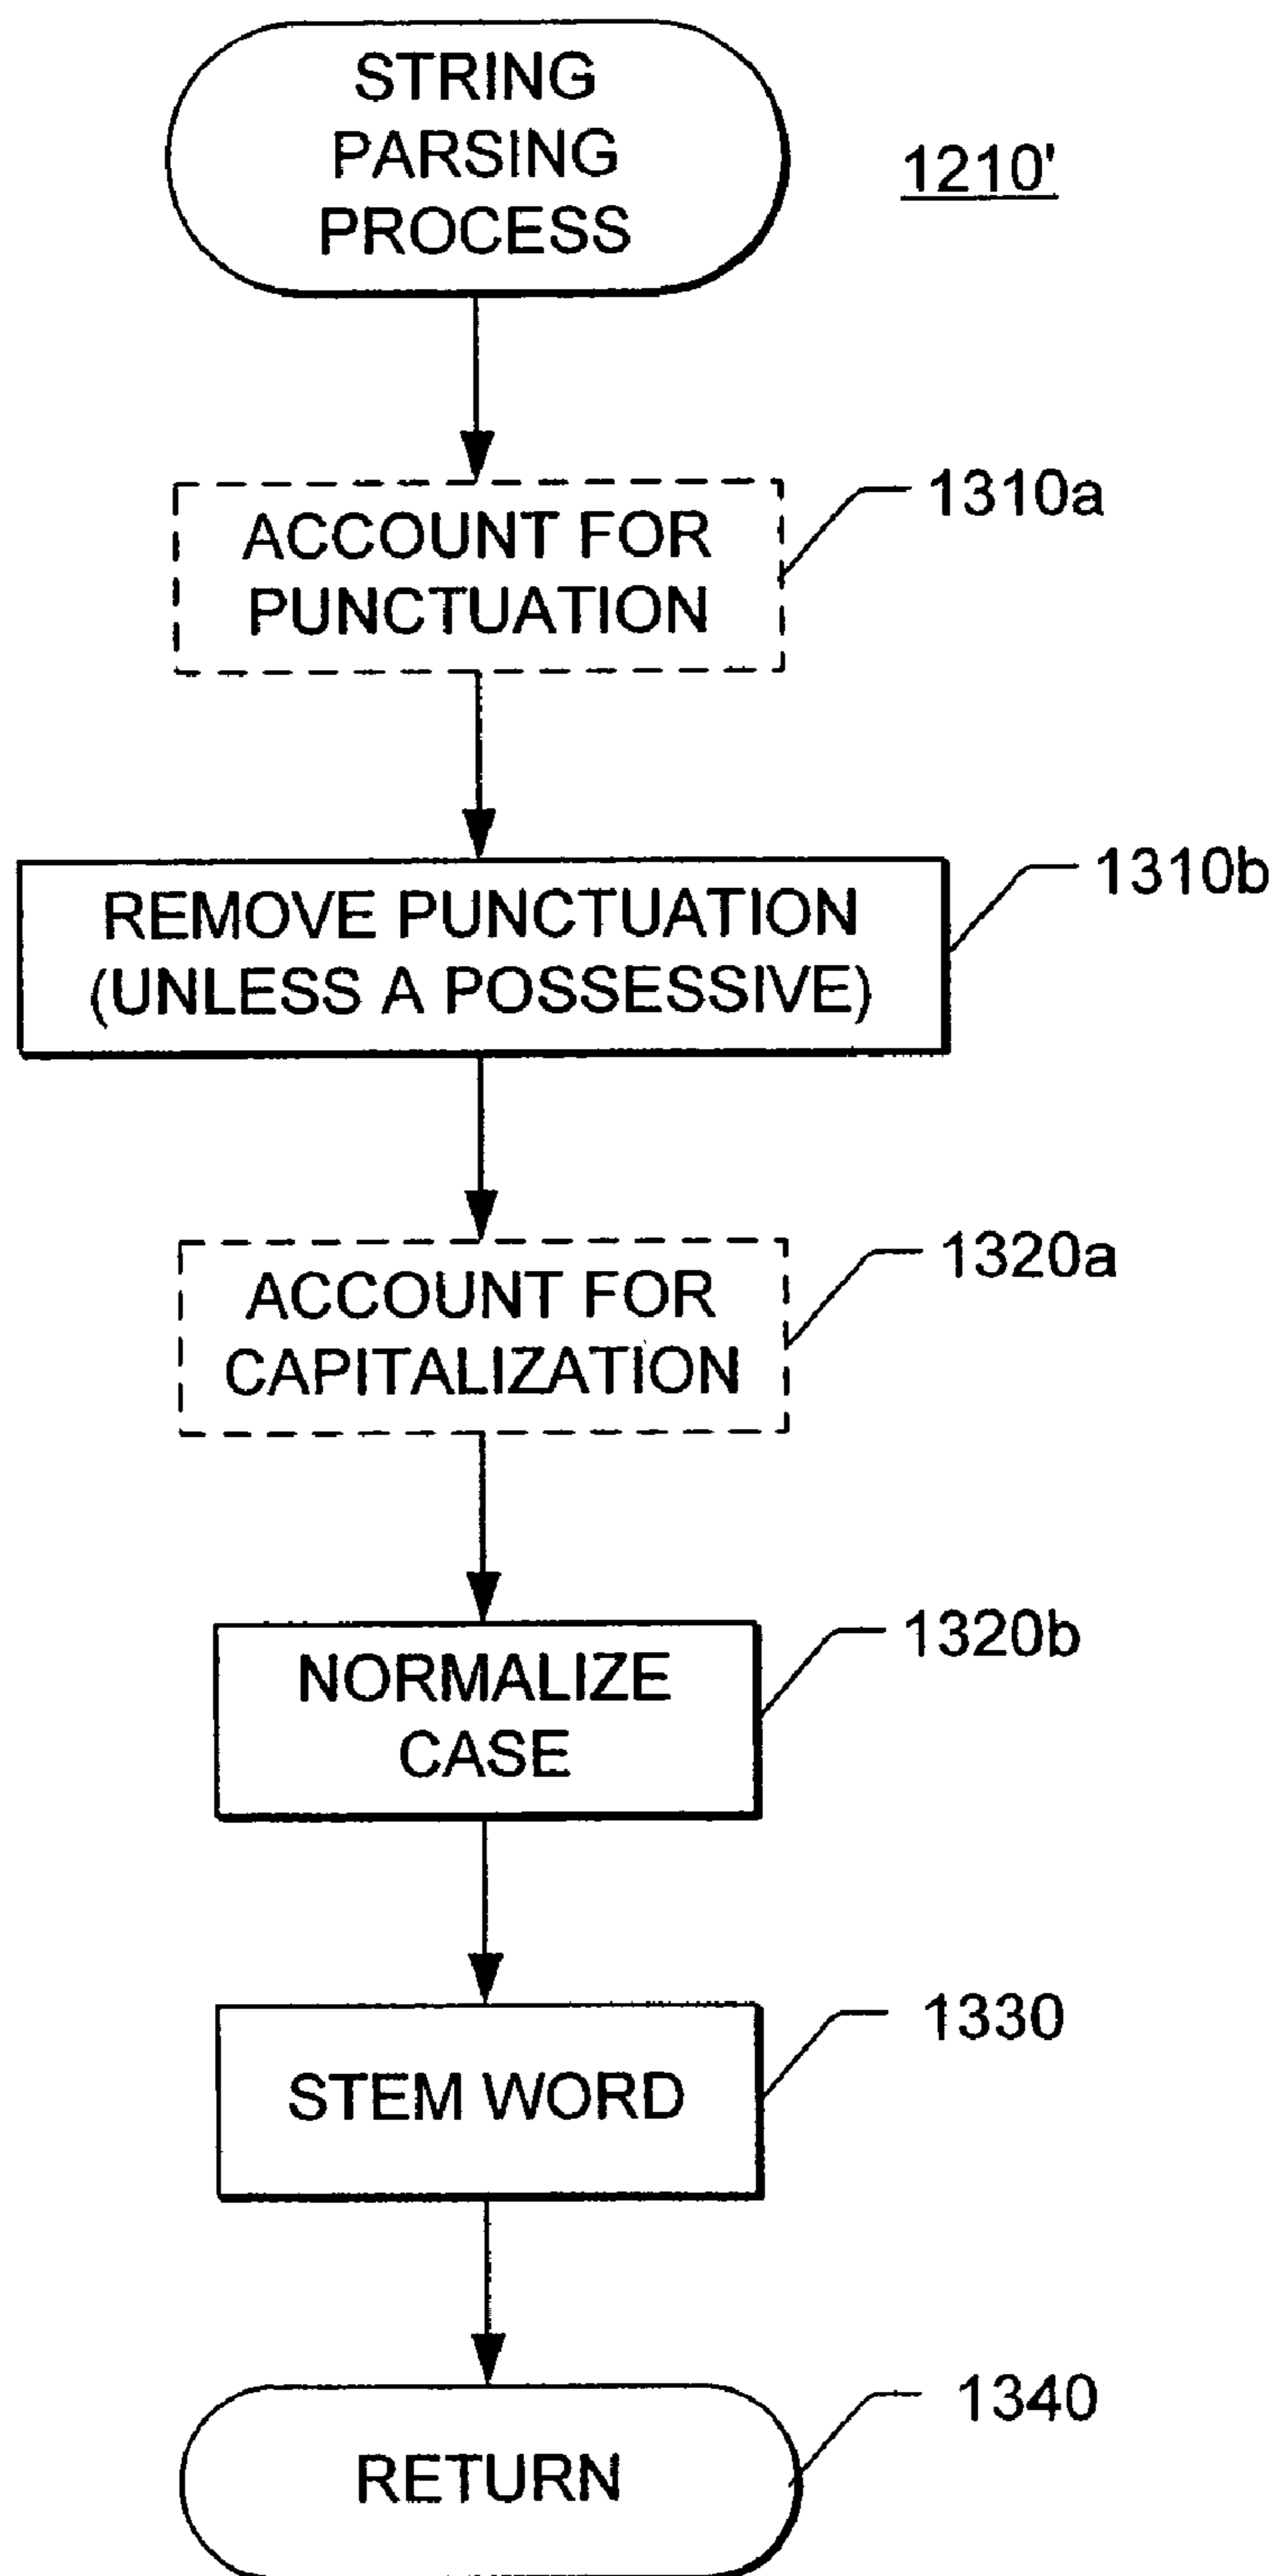 STRING
PARSING
PROCESS
1210'
ACCOUNT FOR
PUNCTUATION
1310a
REMOVE PUNCTUATION
(UNLESS A POSSESSIVE)
1310b
ACCOUNT FOR
CAPITALIZATION
1320a
NORMALIZE
CASE
1320b
STEM WORD
1330
RETURN
1340